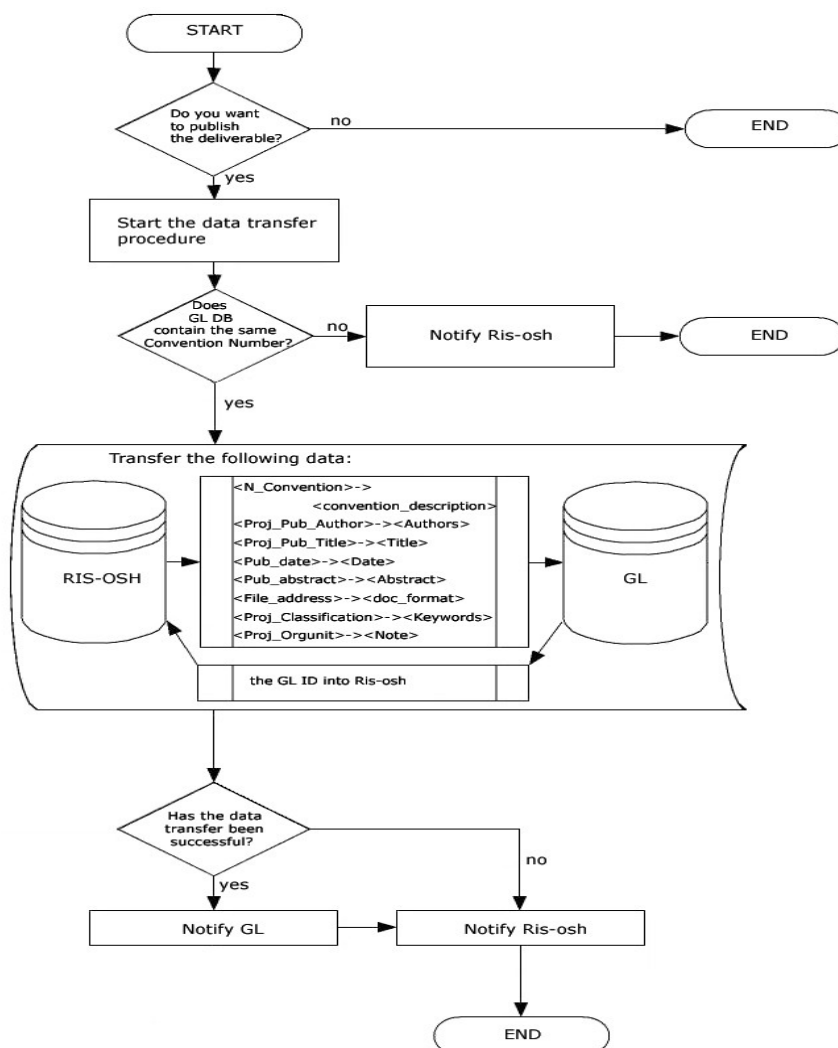 START
Do you want
to publish
the deliverable?
no
END
yes
Start the data transfer
procedure
Does
GL DB
contain the same
Convention Number?
no
Notify Ris-osh
END
yes
Transfer the following data:
RIS-OSH
<N_Convention>->
<convention_description>
<Proj_Pub_Author>-><Authors>
<Proj_Pub_Title>-><Title>
<Pub_date>-><Date>
<Pub_abstract>-><Abstract>
<File_address>-><doc_format>
<Proj_Classification>-><Keywords>
<Proj_Orgunit>-><Note>
GL
the GL ID into Ris-osh
Has the data
transfer been
successful?
no
yes
Notify GL
Notify Ris-osh
END